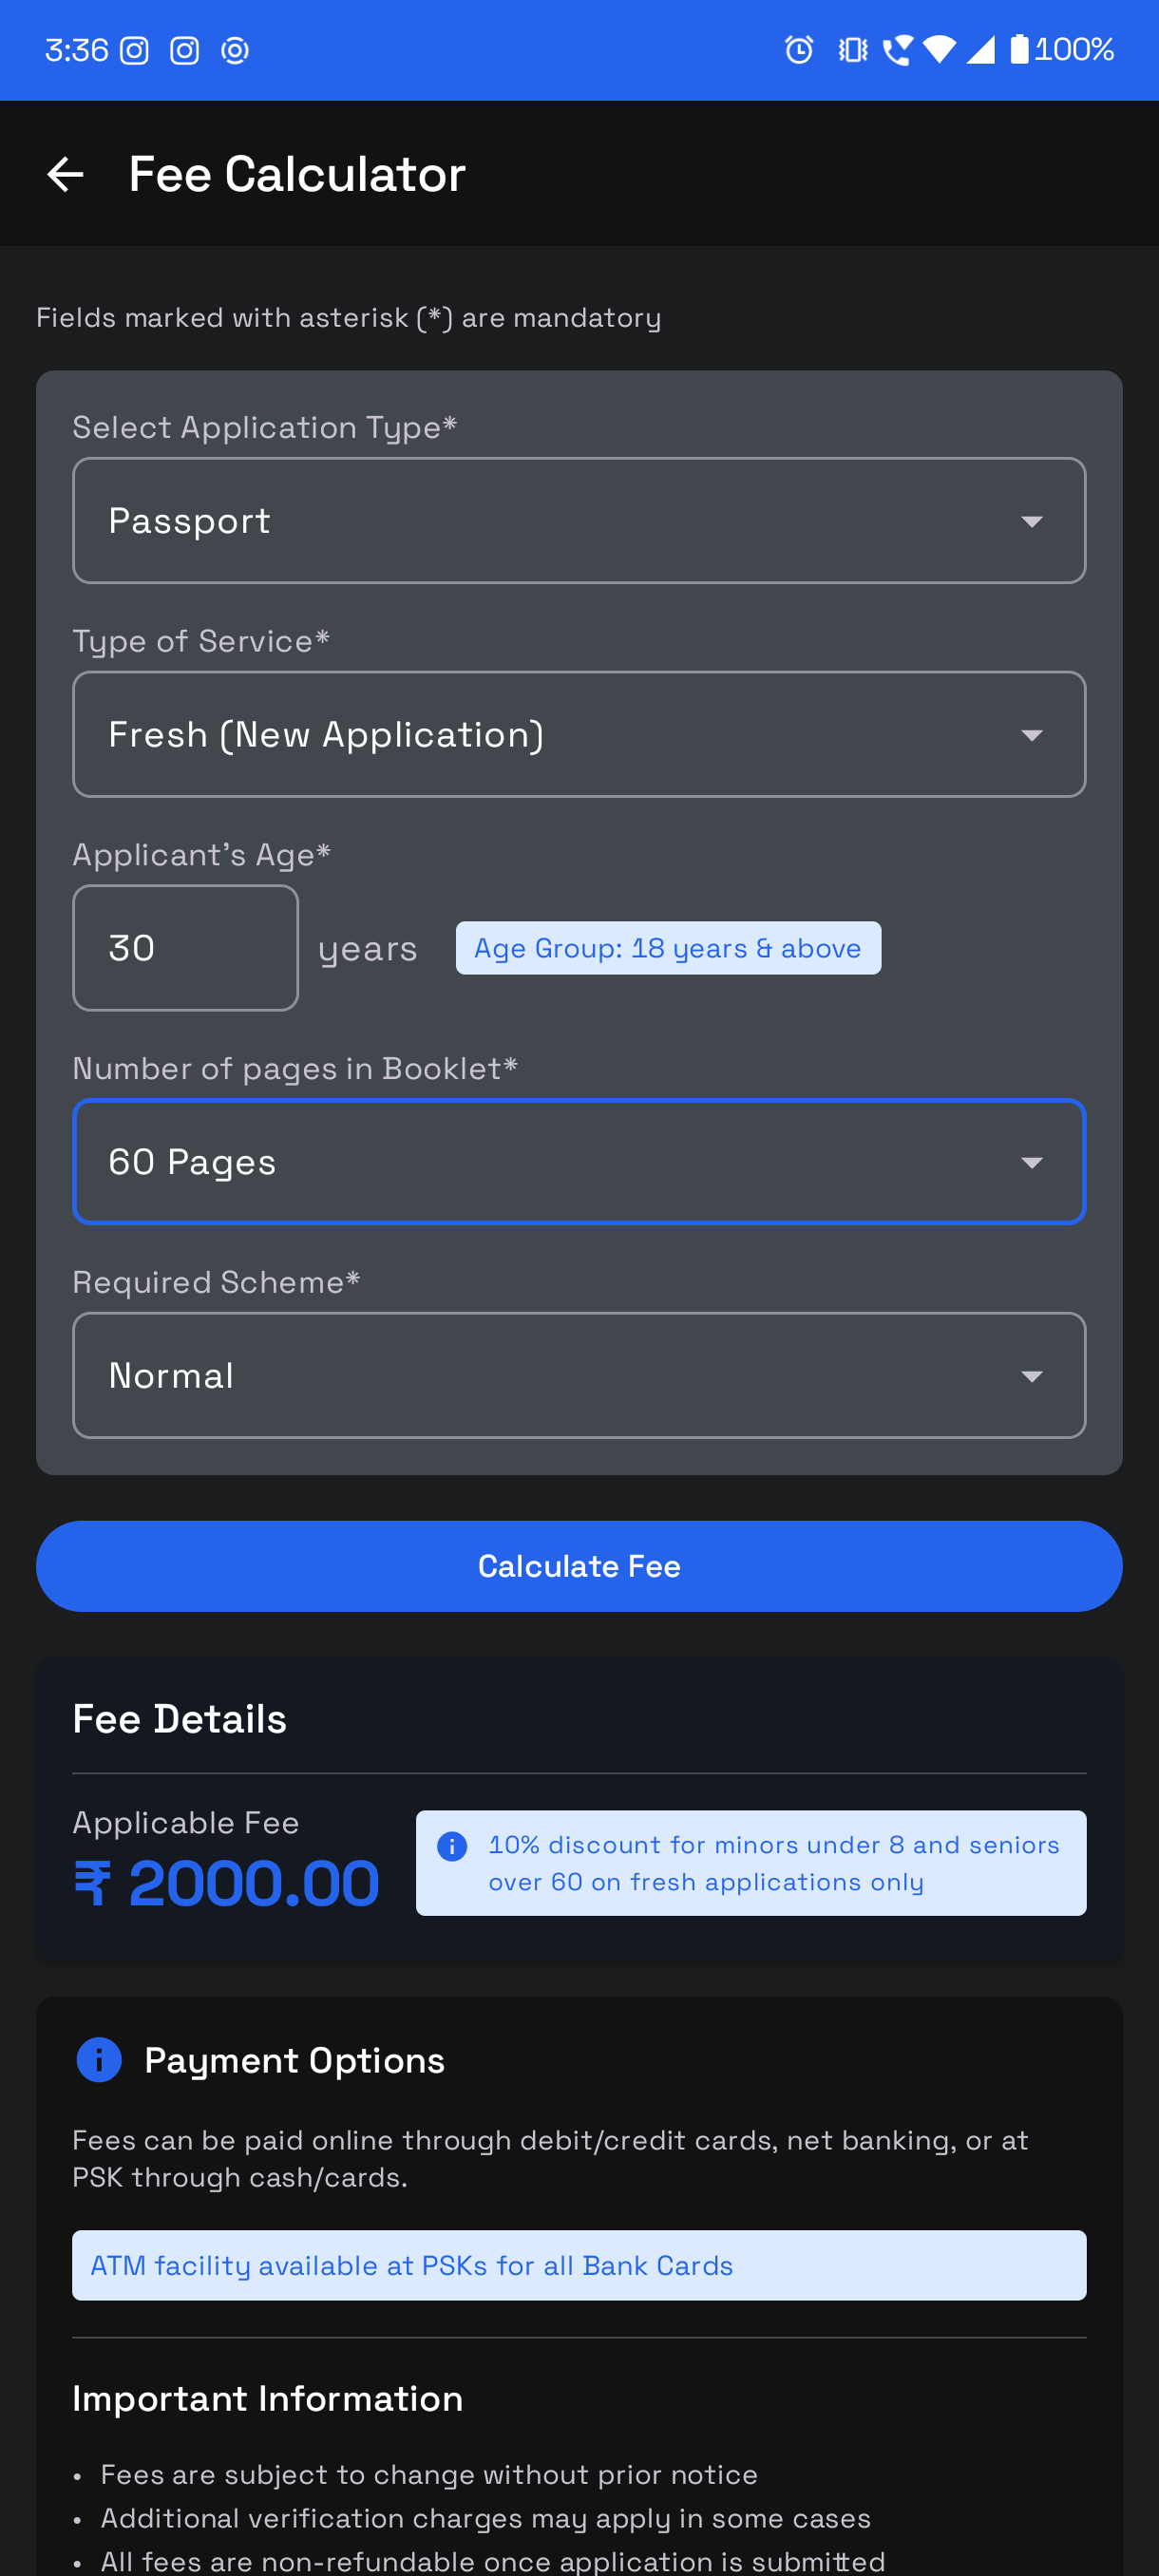 3:36
100%
Fee Calculator
Fields marked with asterisk (*) are mandatory
Select Application Type*
Passport
Type of Service*
Fresh (New Application)
Applicant's Age*
30 years Age Group: 18 years & above
Number of pages in Booklet*
60 Pages
Required Scheme*
Normal
Calculate Fee
Fee Details
Applicable Fee
₹ 2000.00
10% discount for minors under 8 and seniors
over 60 on fresh applications only
Payment Options
Fees can be paid online through debit/credit cards, net banking, or at
PSK through cash/cards.
ATM facility available at PSKs for all Bank Cards
Important Information
• Fees are subject to change without prior notice
• Additional verification charges may apply in some cases
• All fees are non-refundable once application is submitted